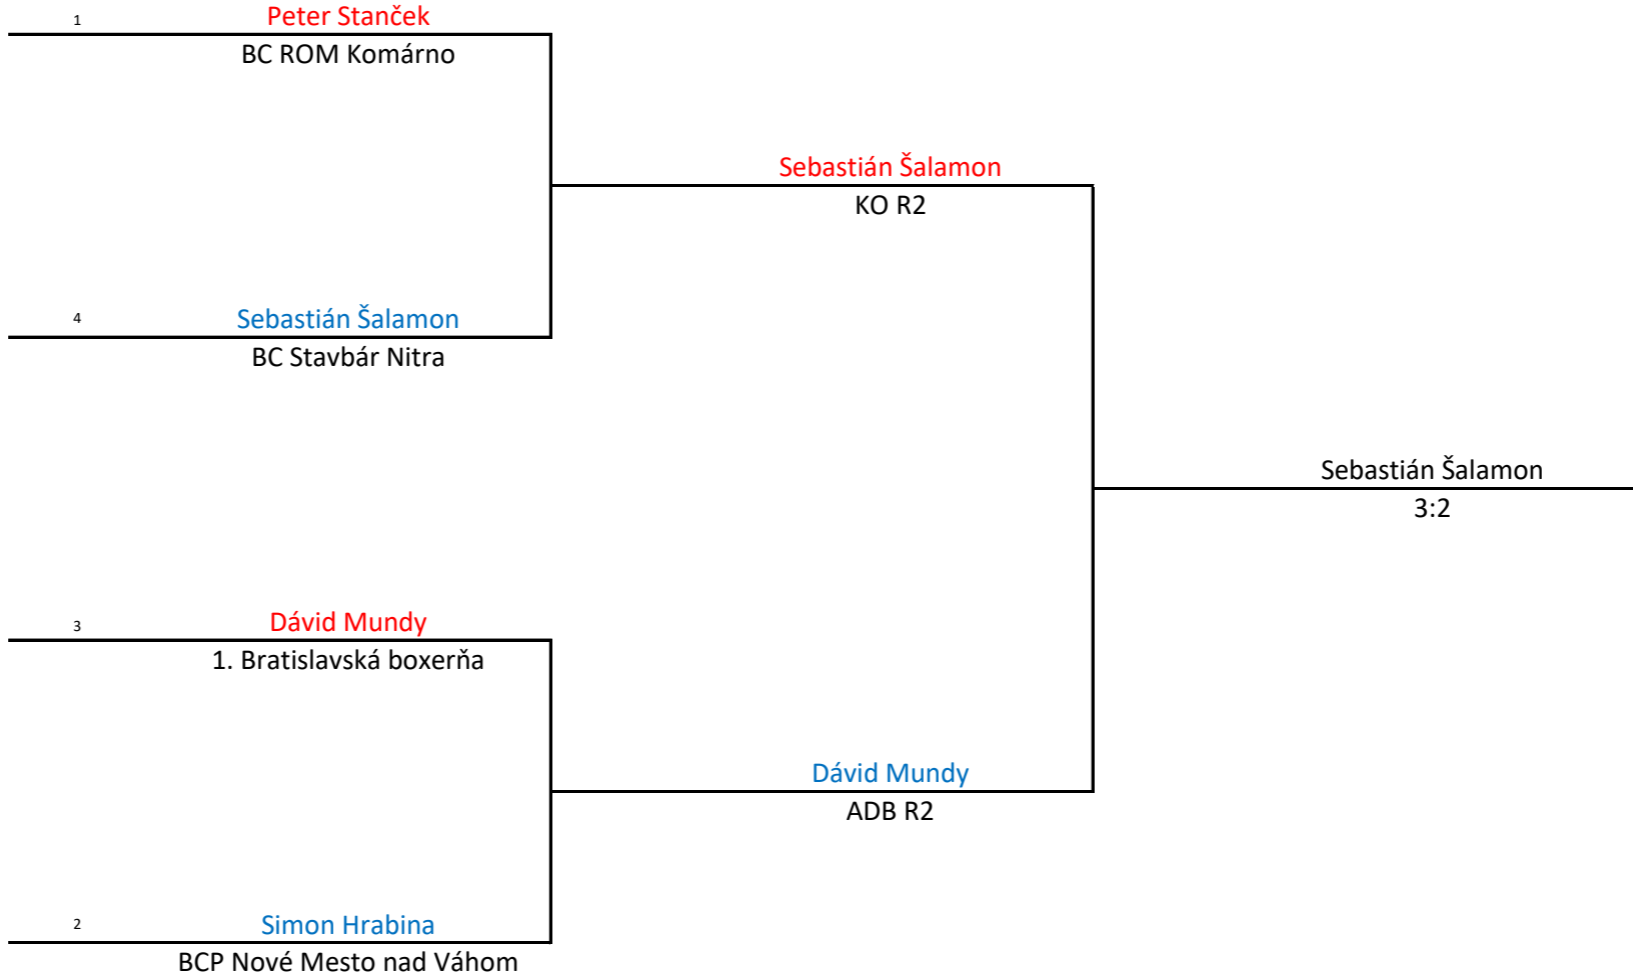 1
Peter Stanček
BC ROM Komárno
Sebastián Šalamon
KO R2
4
Sebastián Šalamon
BC Stavbár Nitra
Sebastián Šalamon
3:2
3
Dávid Mundy
1. Bratislavská boxerňa
Dávid Mundy
ADB R2
2
Simon Hrabina
BCP Nové Mesto nad Váhom